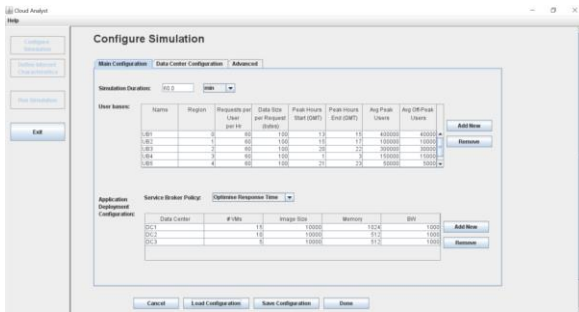 Cloud Analyst
Help
Configure Simulation
Configure Simulation
Define Internet Characteristics
Run Simulation
Exit
Main Configuration Data Center Configuration Advanced
Simulation Duration: 60.0 min
User bases:
Name Region Requests per User per Hr Data Size per Request (bytes) Peak Hours Start (GMT) Peak Hours End (GMT) Avg Peak Users Avg Off-Peak Users
UB1 0 60 100 13 15 400000 40000
UB2 1 60 100 15 17 100000 10000
UB3 2 60 100 20 22 300000 30000
UB4 3 60 100 1 3 150000 15000
UB5 4 60 100 21 23 50000 5000
Add New
Remove
Application Deployment Configuration:
Service Broker Policy: Optimise Response Time
Data Center # VMs Image Size Memory BW
DC1 15 10000 1024 1000
DC2 10 10000 512 1000
DC3 5 10000 512 1000
Add New
Remove
Cancel Load Configuration Save Configuration Done